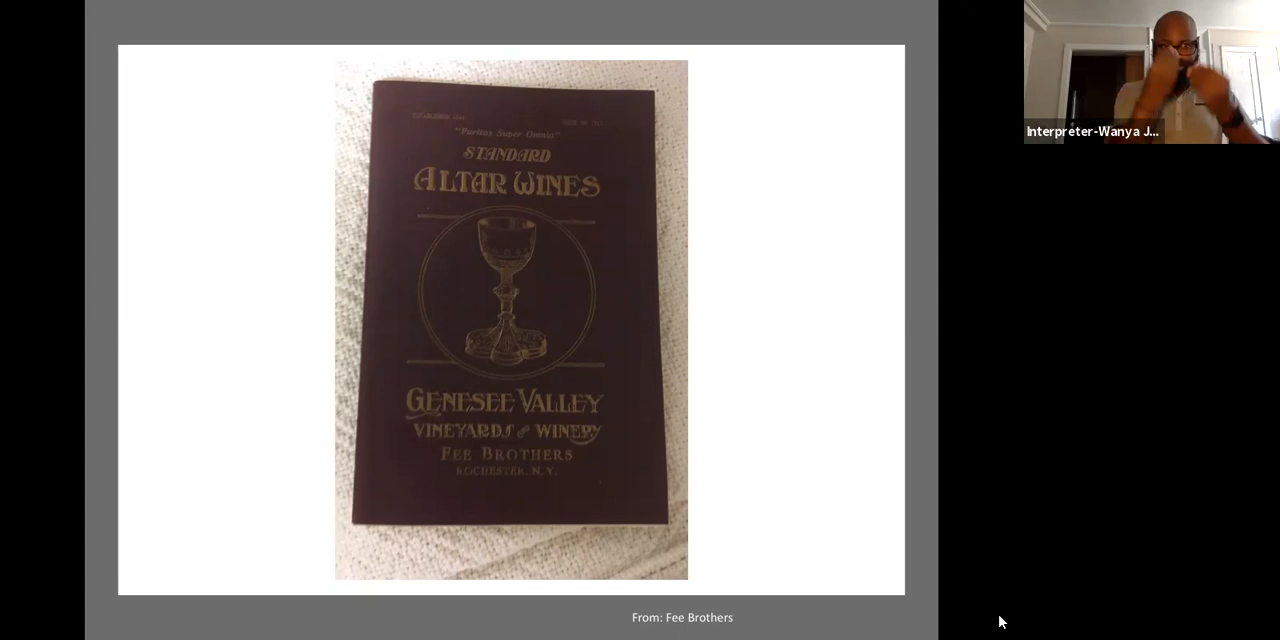 "Puritas Super Omnia"
STANDARD
ALTAR WINES
GENESEE VALLEY
VINEYARDS & WINERY
FEE BROTHERS
ROCHESTER. N.Y.
From: Fee Brothers
Interpreter-Wanya J...